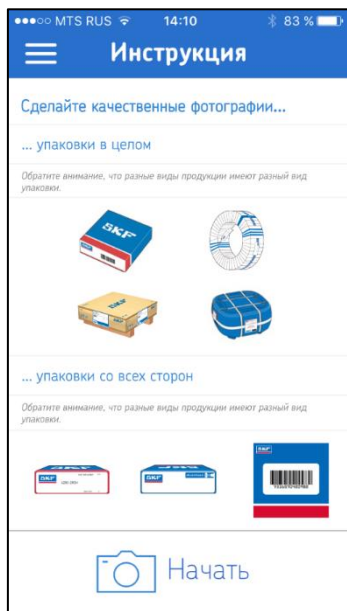 MTS RUS 14:10 83 %
Инструкция
Сделайте качественные фотографии...
... упаковки в целом
Обратите внимание, что разные виды продукции имеют разный вид
упаковки.
SKF
SKF
... упаковки со всех сторон
Обратите внимание, что разные виды продукции имеют разный вид
упаковки.
SKF
SKF
SKF
Начать